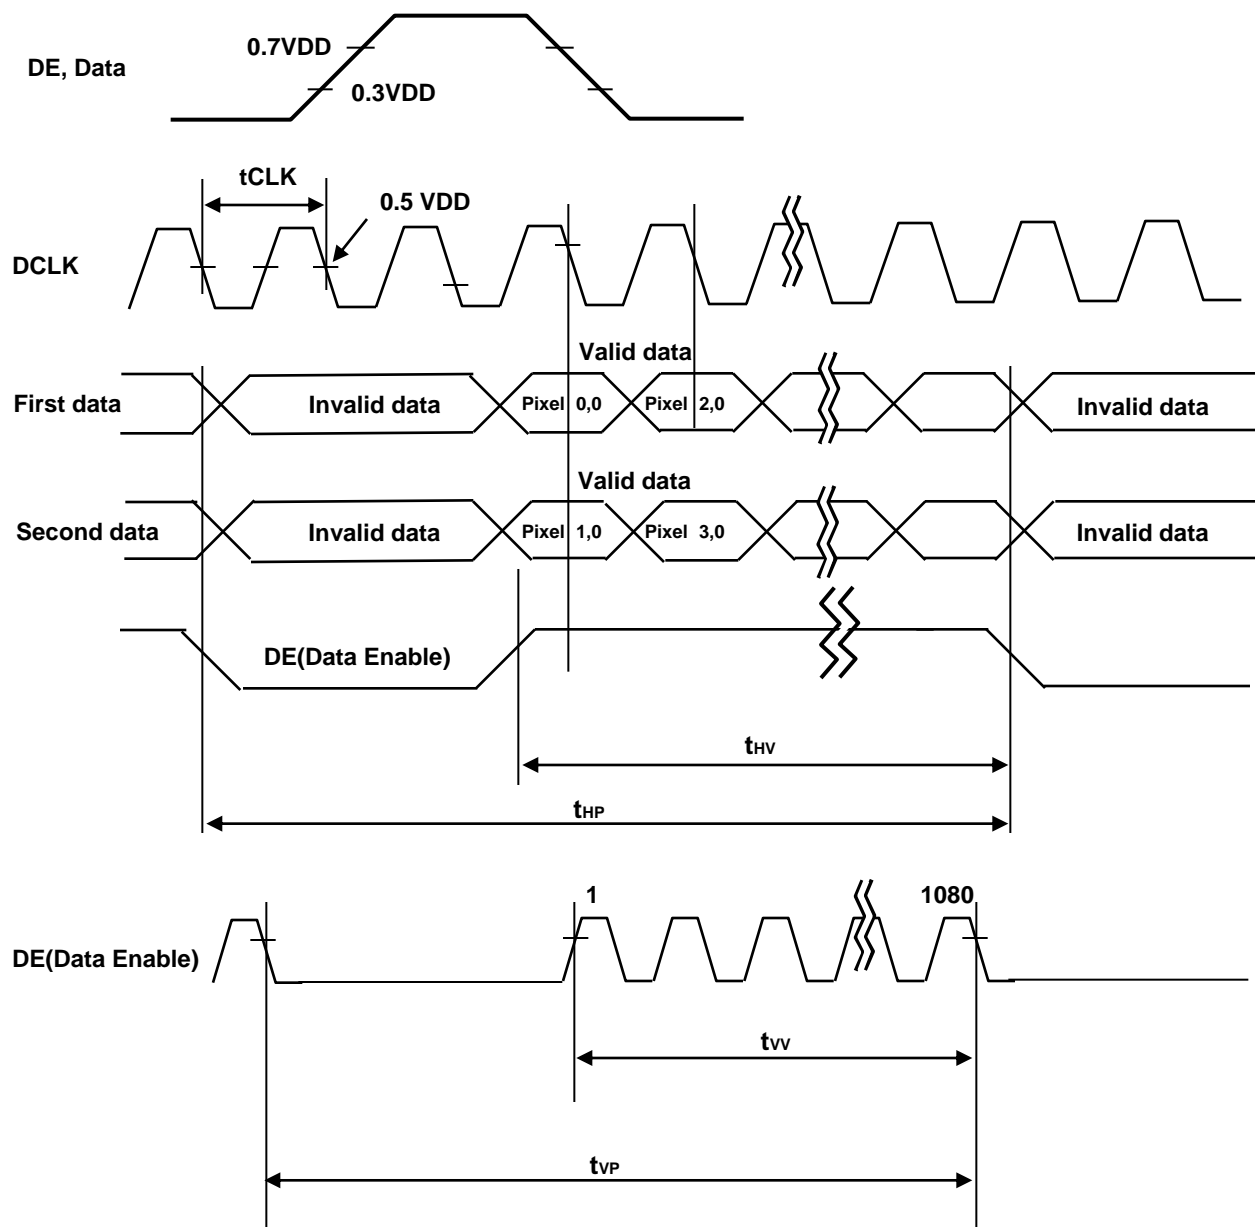 0.7VDD
DE, Data
0.3VDD
tCLK
0.5 VDD
DCLK
Valid data
First data
Invalid data
Pixel 0,0
Pixel 2,0
Invalid data
Valid data
Second data
Invalid data
Pixel 1,0
Pixel 3,0
Invalid data
DE(Data Enable)
tHV
tHP
1
1080
DE(Data Enable)
tVV
tVP